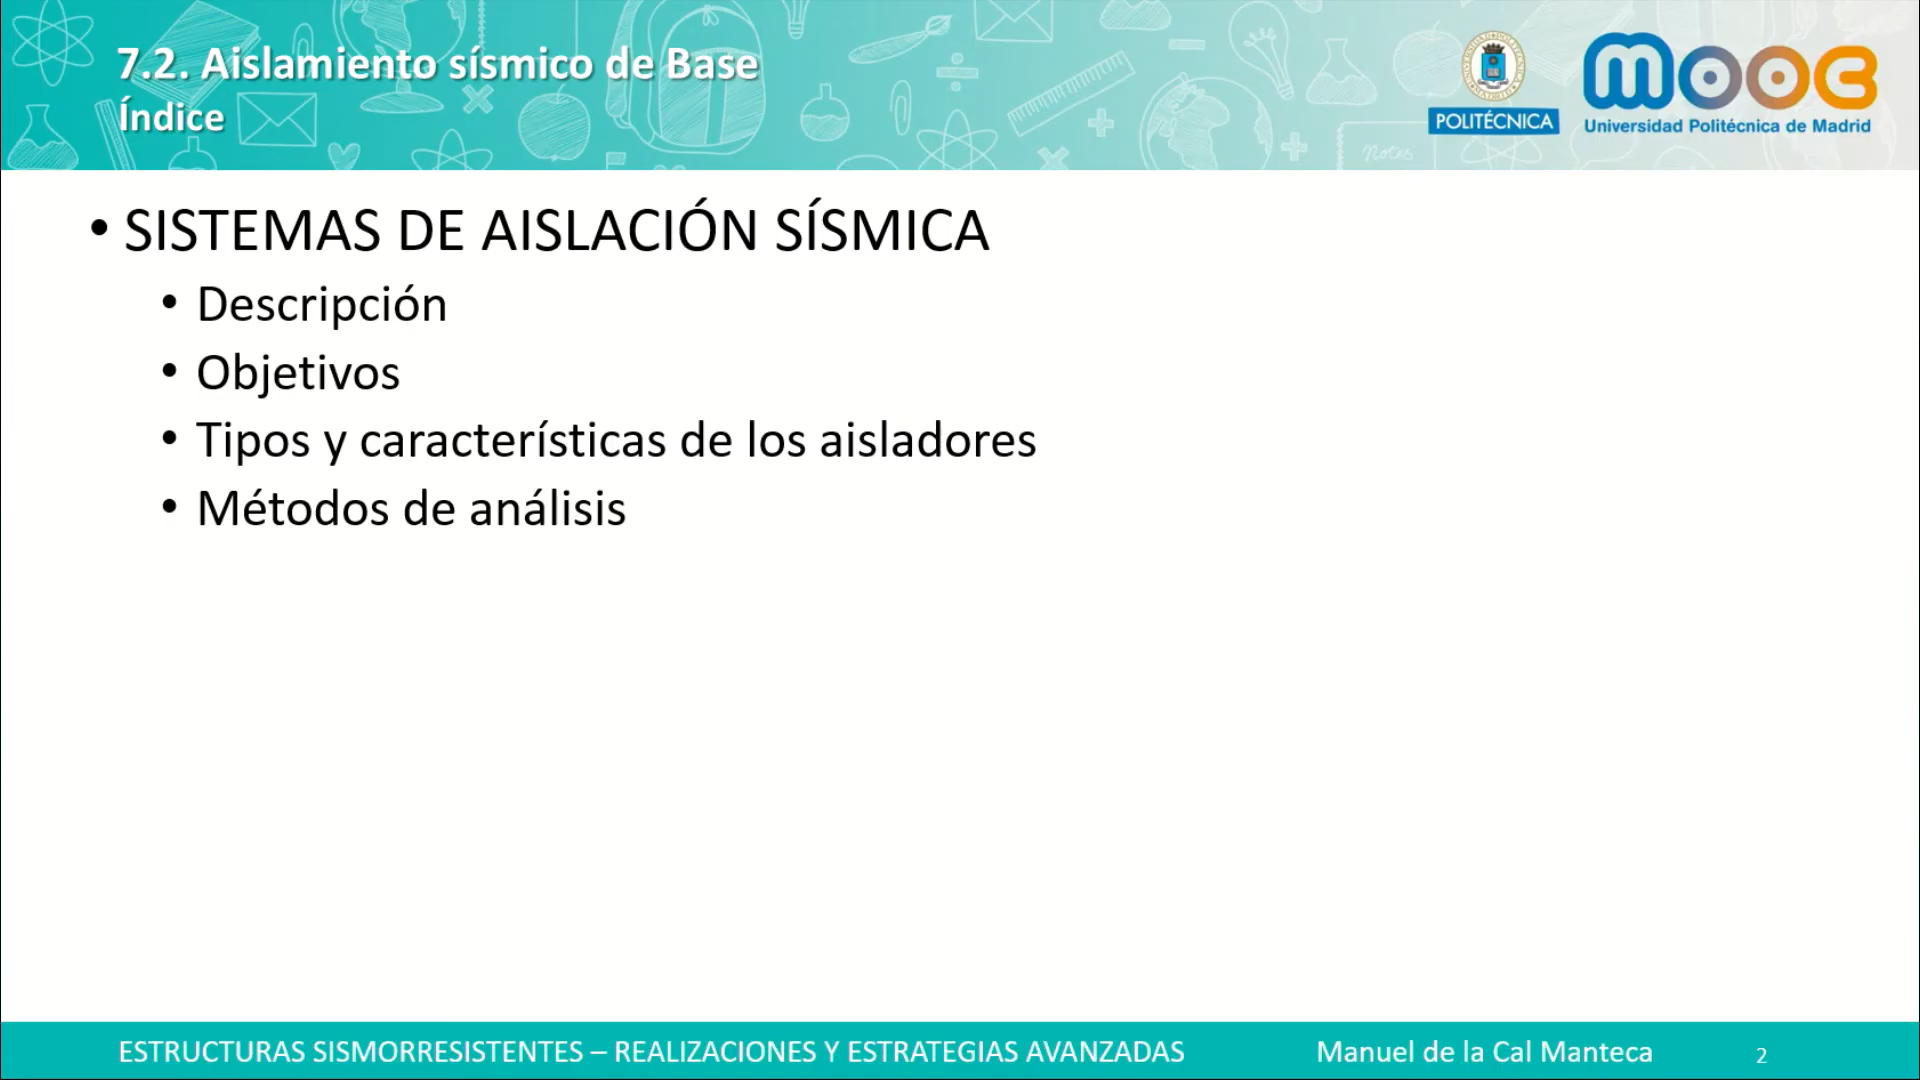 7.2. Aislamiento sísmico de Base
Índice
POLITÉCNICA
mooc
Universidad Politécnica de Madrid
Notes
• SISTEMAS DE AISLACIÓN SÍSMICA
• Descripción
• Objetivos
• Tipos y características de los aisladores
• Métodos de análisis
ESTRUCTURAS SISMORRESISTENTES – REALIZACIONES Y ESTRATEGIAS AVANZADAS
Manuel de la Cal Manteca
2